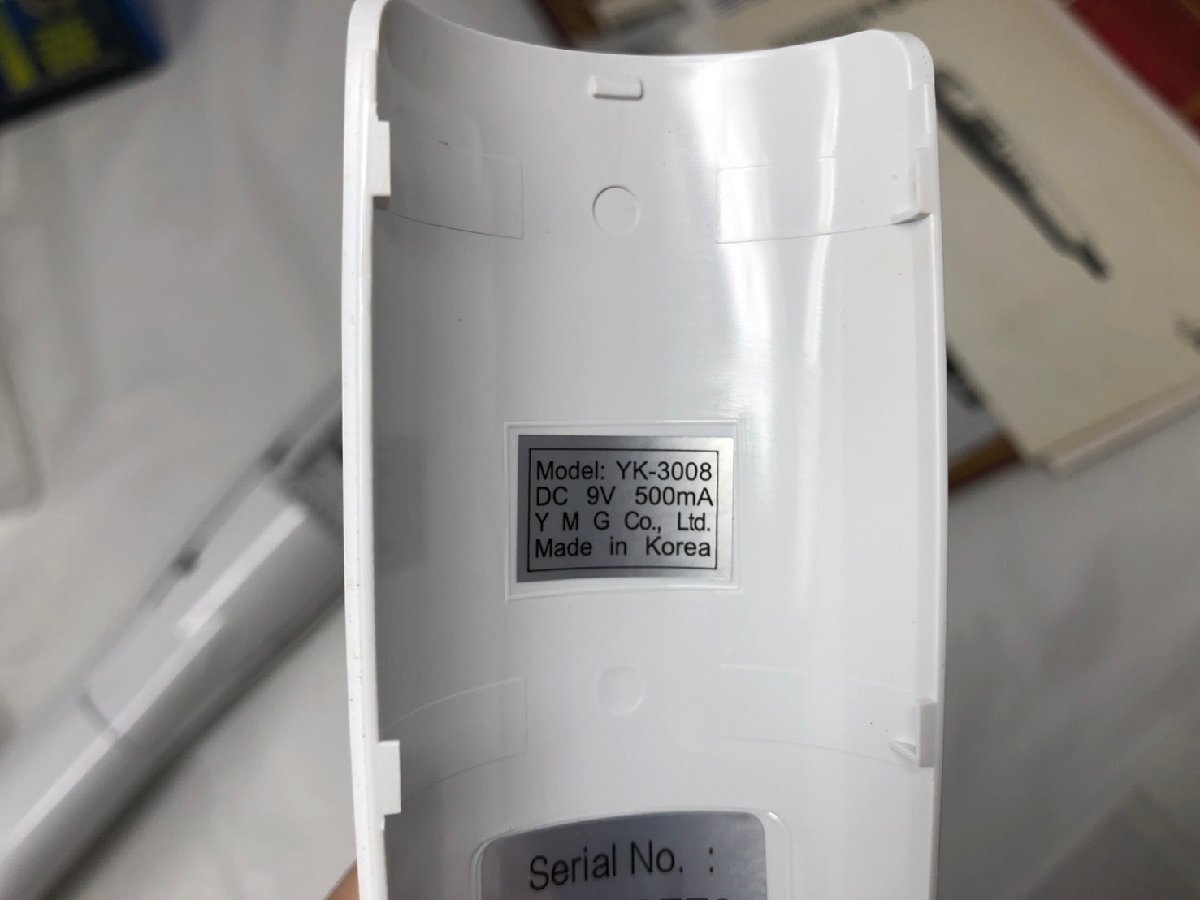 Model: YK-3008
DC 9V 500mA
Y M G Co., Ltd.
Made in Korea
Serial No. :